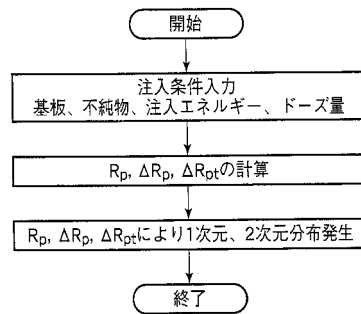 開始
注入条件入力
基板、不純物、注入エネルギー、ドーズ量
Rp, ΔRp, ΔRptの計算
Rp, ΔRp, ΔRptにより1次元、2次元分布発生
終了